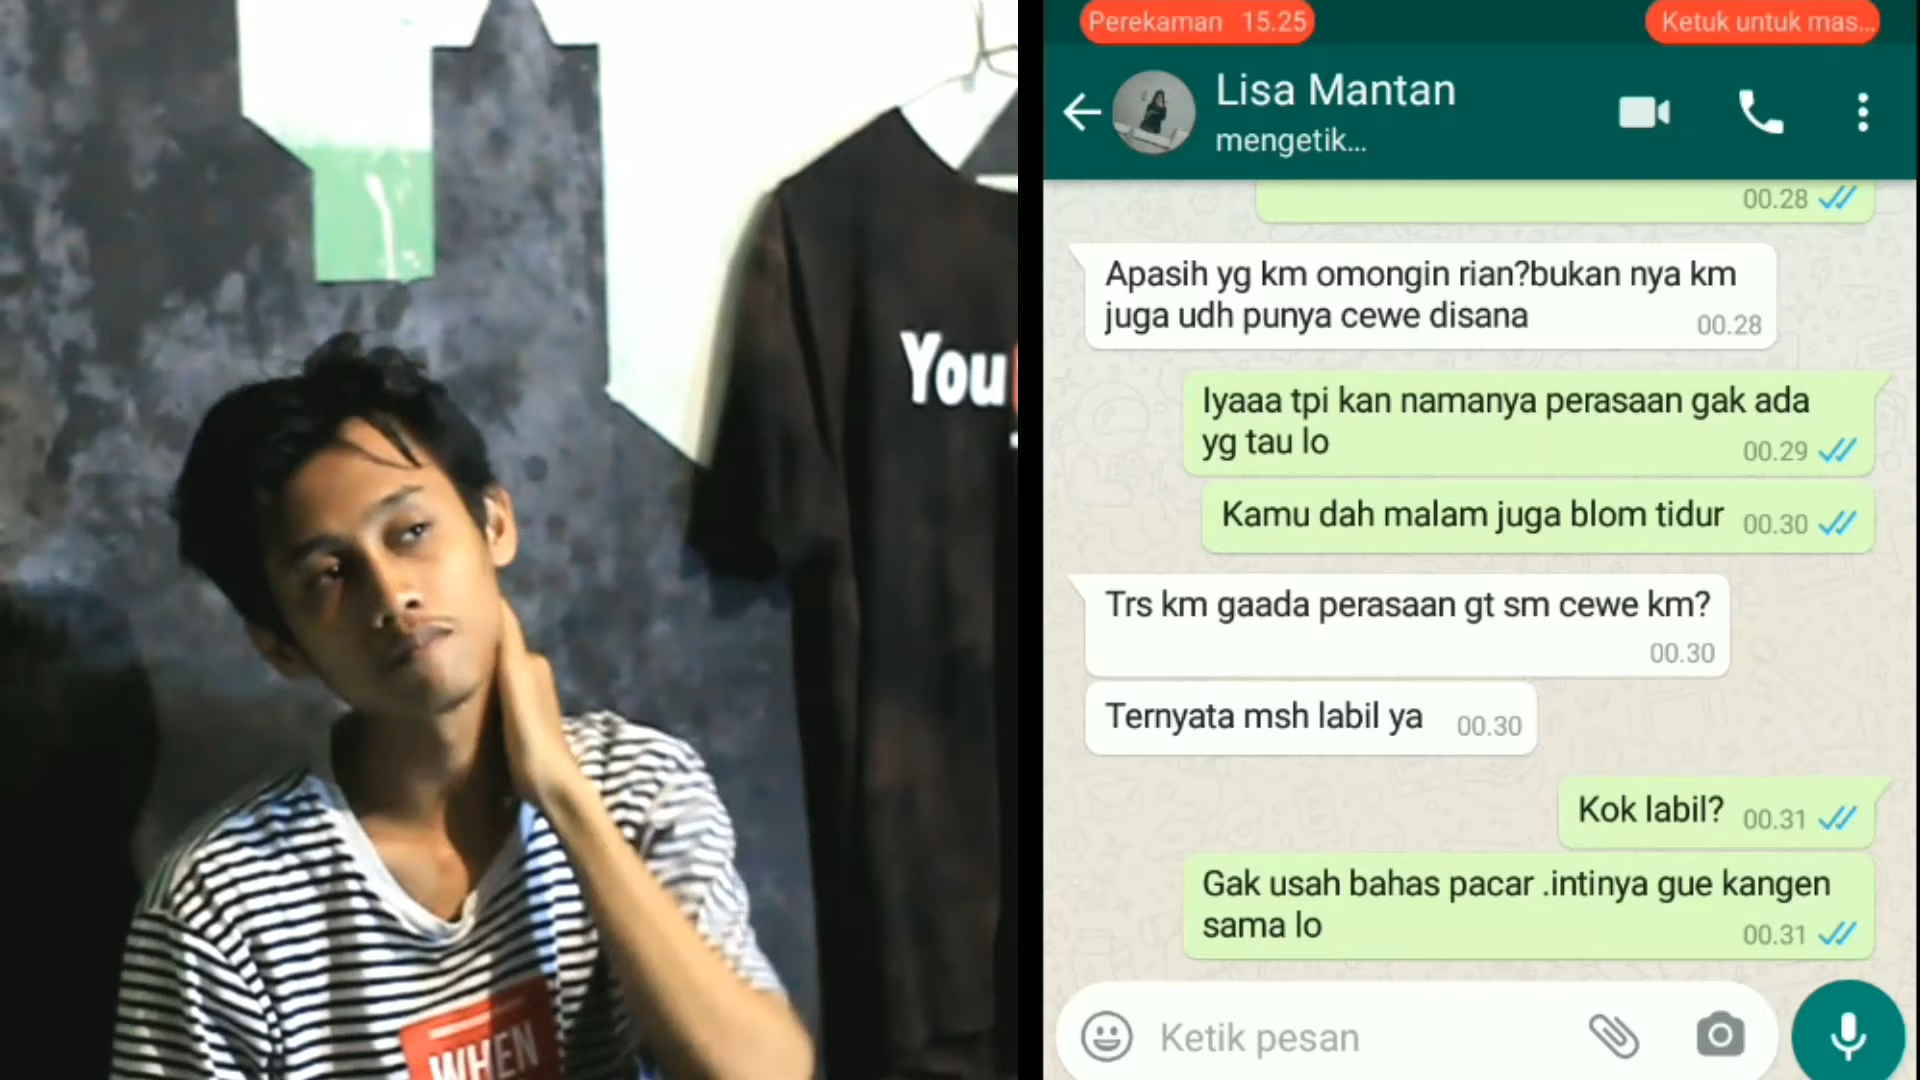 You
WHEN
Perekaman 15.25
Ketuk untuk mas...
Lisa Mantan
mengetik...
00.28
Apasih yg km omongin rian?bukan nya km
juga udh punya cewe disana
00.28
Iyaaa tpi kan namanya perasaan gak ada
yg tau lo
00.29
Kamu dah malam juga blom tidur 00.30
Trs km gaada perasaan gt sm cewe km?
00.30
Ternyata msh labil ya 00.30
Kok labil? 00.31
Gak usah bahas pacar .intinya gue kangen
sama lo
00.31
Ketik pesan